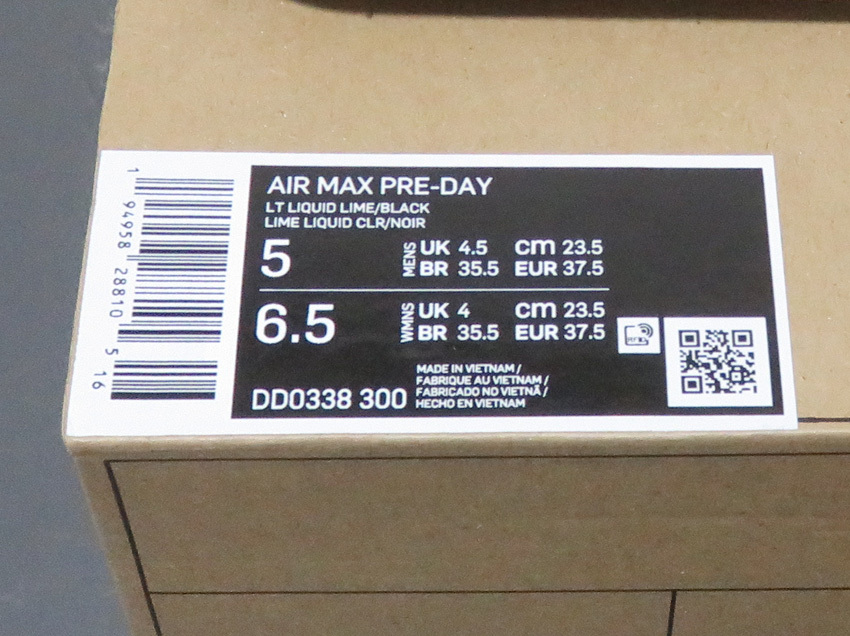 1 94958 28810 5 16
AIR MAX PRE-DAY
LT LIQUID LIME/BLACK
LIME LIQUID CLR/NOIR
5
MENS
UK 4.5 cm 23.5
BR 35.5 EUR 37.5
6.5
WMNS
UK 4 cm 23.5
BR 35.5 EUR 37.5
DD0338 300
MADE IN VIETNAM /
FABRIQUE AU VIETNAM /
FABRICADO NO VIETNÃ /
HECHO EN VIETNAM